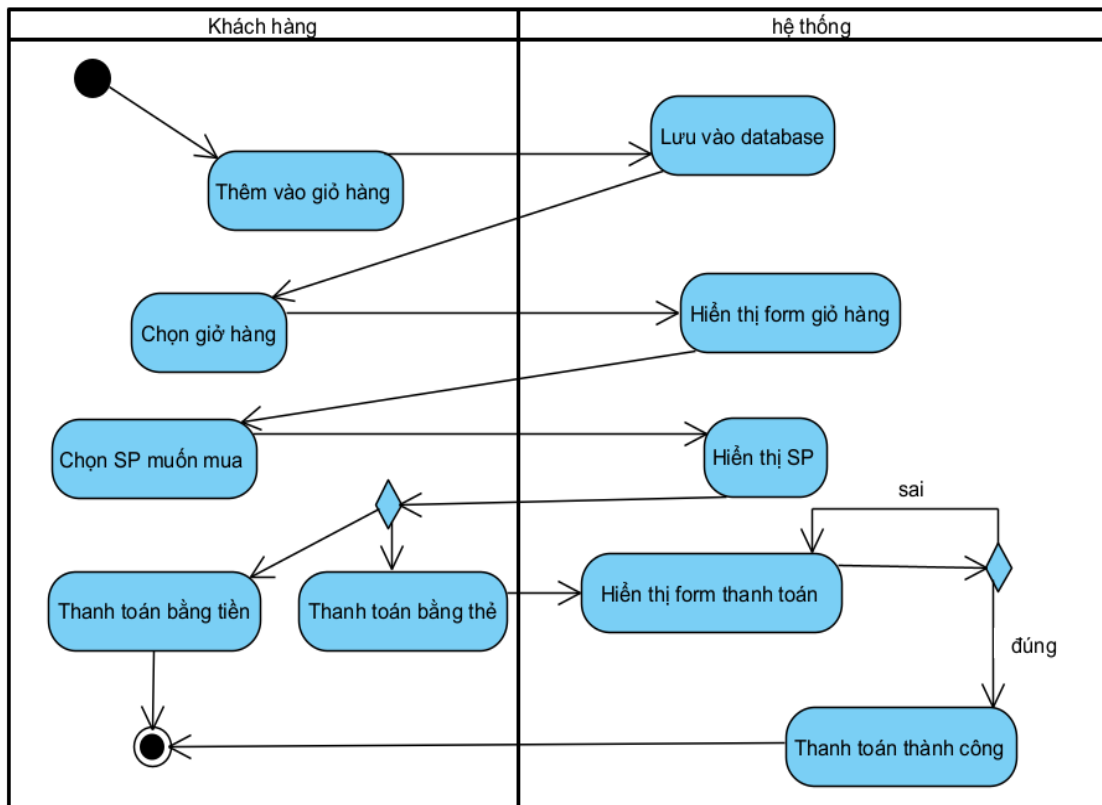 Khách hàng
hệ thống
Lưu vào database
Thêm vào giỏ hàng
Chọn giở hàng
Hiển thị form giỏ hàng
Chọn SP muốn mua
Hiển thị SP
sai
Thanh toán bằng tiền
Thanh toán bằng thẻ
Hiển thị form thanh toán
đúng
Thanh toán thành công